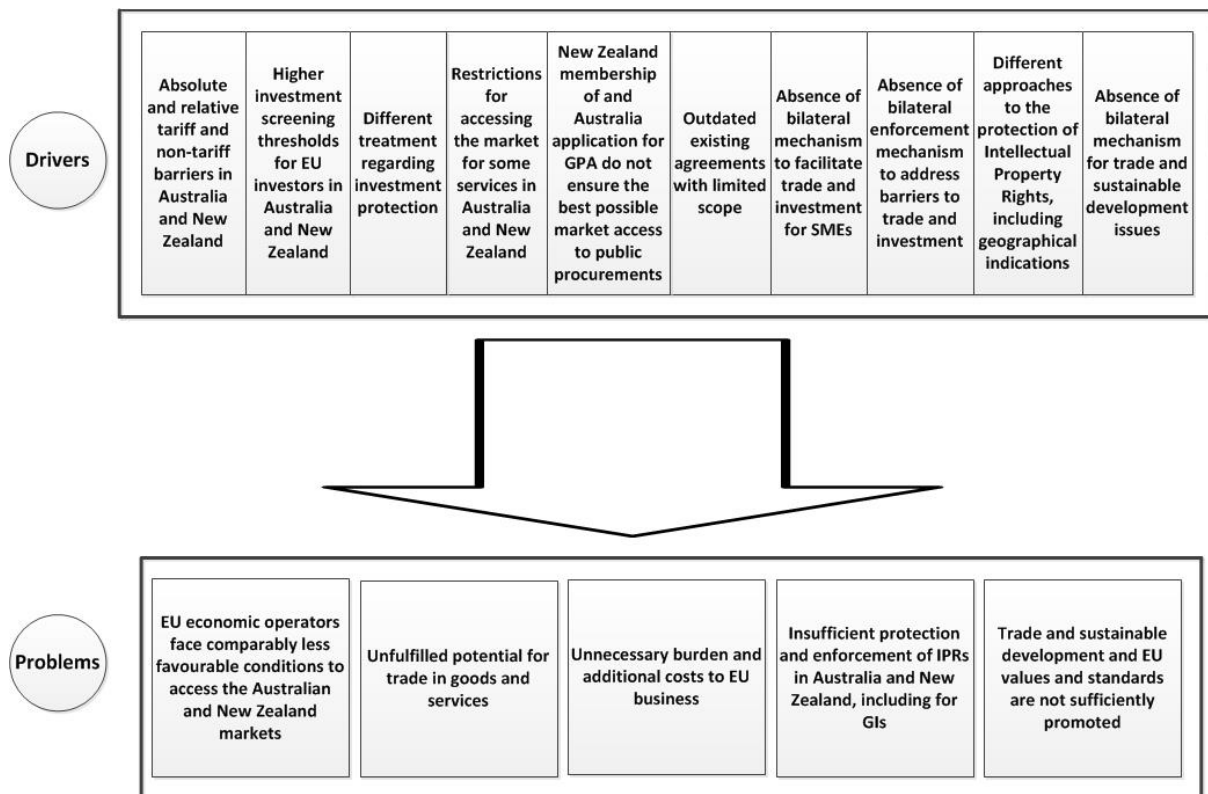 Drivers
Absolute
and relative
tariff and
non-tariff
barriers in
Australia
and New
Zealand
Higher
investment
screening
thresholds
for EU
investors in
Australia
and New
Zealand
Different
treatment
regarding
investment
protection
Restrictions
for
accessing
the market
for some
services in
Australia
and New
Zealand
New Zealand
membership
of and
Australia
application for
GPA do not
ensure the
best possible
market access
to public
procurements
Outdated
existing
agreements
with limited
scope
Absence of
bilateral
mechanism
to facilitate
trade and
investment
for SMEs
Absence of
bilateral
enforcement
mechanism
to address
barriers to
trade and
investment
Different
approaches
to the
protection of
Intellectual
Property
Rights,
including
geographical
indications
Absence of
bilateral
mechanism
for trade and
sustainable
development
issues
Problems
EU economic operators
face comparably less
favourable conditions to
access the Australian
and New Zealand
markets
Unfulfilled potential for
trade in goods and
services
Unnecessary burden and
additional costs to EU
business
Insufficient protection
and enforcement of IPRs
in Australia and New
Zealand, including for
GIs
Trade and sustainable
development and EU
values and standards
are not sufficiently
promoted